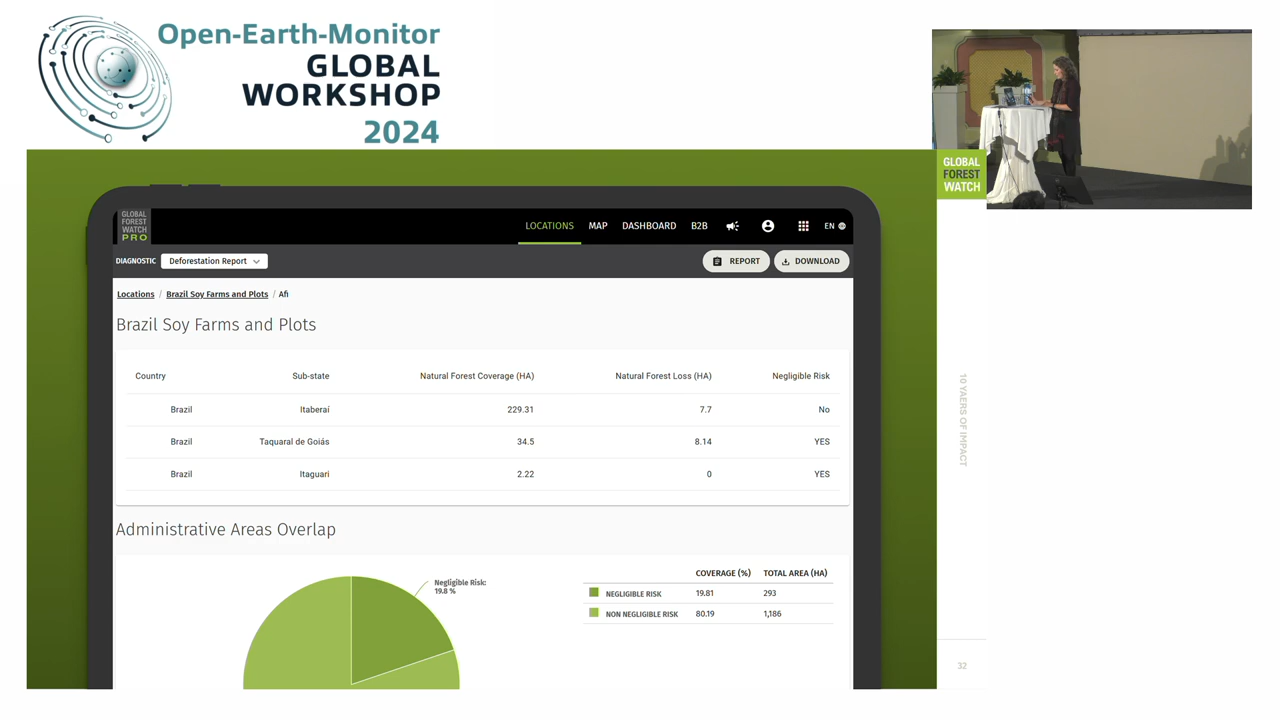 Open-Earth-Monitor
GLOBAL
WORKSHOP
2024
GLOBAL
FOREST
WATCH
GLOBAL
FOREST
WATCH
PRO
LOCATIONS MAP DASHBOARD B2B EN
DIAGNOSTIC Deforestation Report REPORT DOWNLOAD
Locations / Brazil Soy Farms and Plots / Afi
Brazil Soy Farms and Plots
Country Sub-state Natural Forest Coverage (HA) Natural Forest Loss (HA) Negligible Risk
Brazil Itaberaí 229.31 7.7 No
Brazil Taquaral de Goiás 34.5 8.14 YES
Brazil Itaguari 2.22 0 YES
Administrative Areas Overlap
Negligible Risk:
19.8 %
COVERAGE (%) TOTAL AREA (HA)
NEGLIGIBLE RISK 19.81 293
NON NEGLIGIBLE RISK 80.19 1,186
10 YAERS OF IMPACT
32